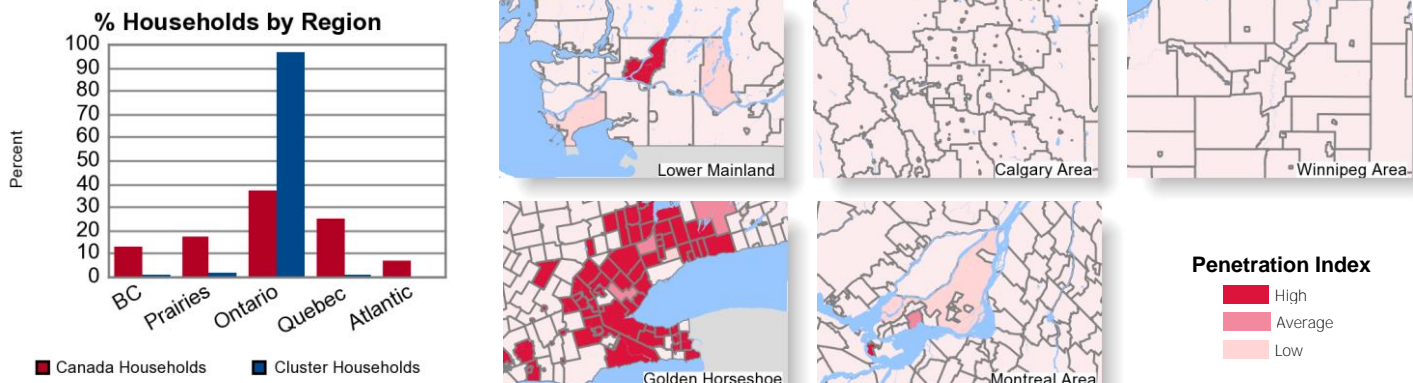 % Households by Region
Percent
100
90
80
70
60
50
40
30
20
10
0
BC
Prairies
Ontario
Quebec
Atlantic
Canada Households
Cluster Households
Lower Mainland
Calgary Area
Winnipeg Area
Golden Horseshoe
Montreal Area
Penetration Index
High
Average
Low